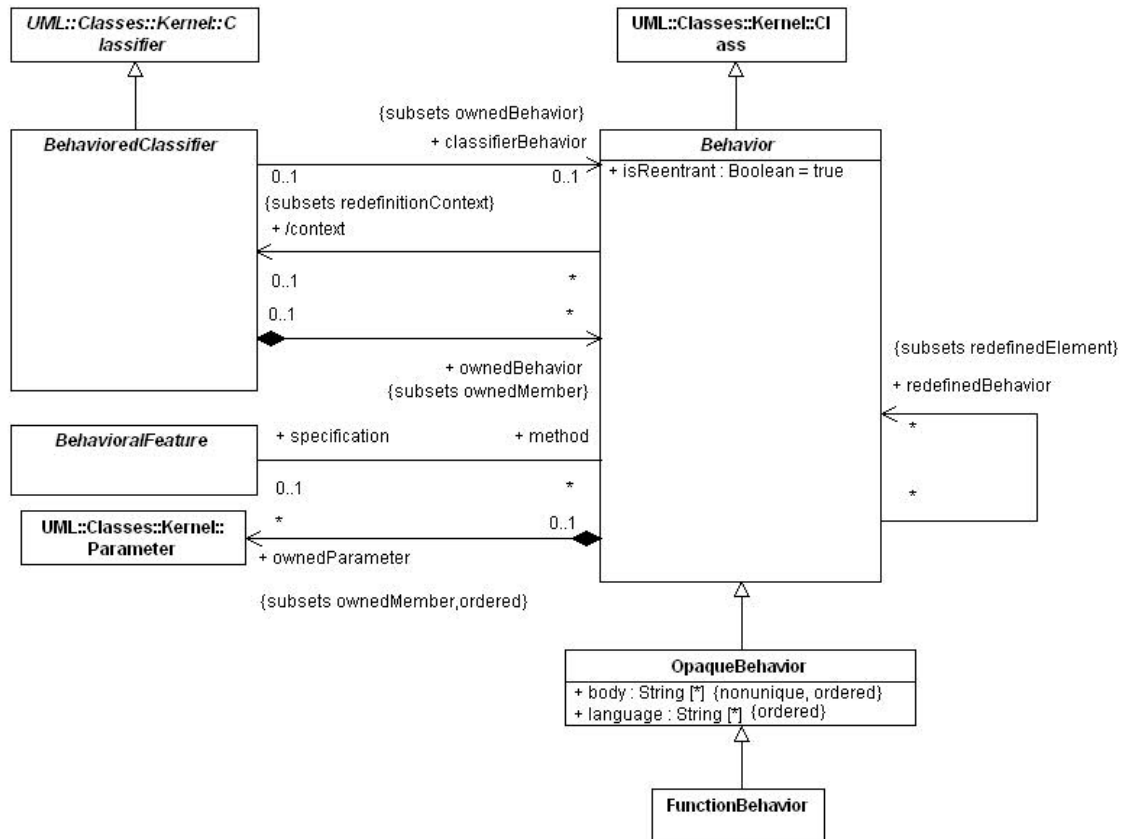 UML::Classes::Kernel::C
lassifier
UML::Classes::Kernel::Cl
ass
{subsets ownedBehavior}
BehavioredClassifier
+ classifierBehavior
Behavior
0..1
0..1
+ isReentrant : Boolean = true
{subsets redefinitionContext}
+ /context
0..1
*
0..1
*
+ ownedBehavior
{subsets ownedMember}
{subsets redefinedElement}
+ redefinedBehavior
*
*
BehavioralFeature
+ specification
+ method
0..1
*
UML::Classes::Kernel::
Parameter
*
0..1
+ ownedParameter
{subsets ownedMember,ordered}
OpaqueBehavior
+ body : String [*] {nonunique, ordered}
+ language : String [*] {ordered}
FunctionBehavior